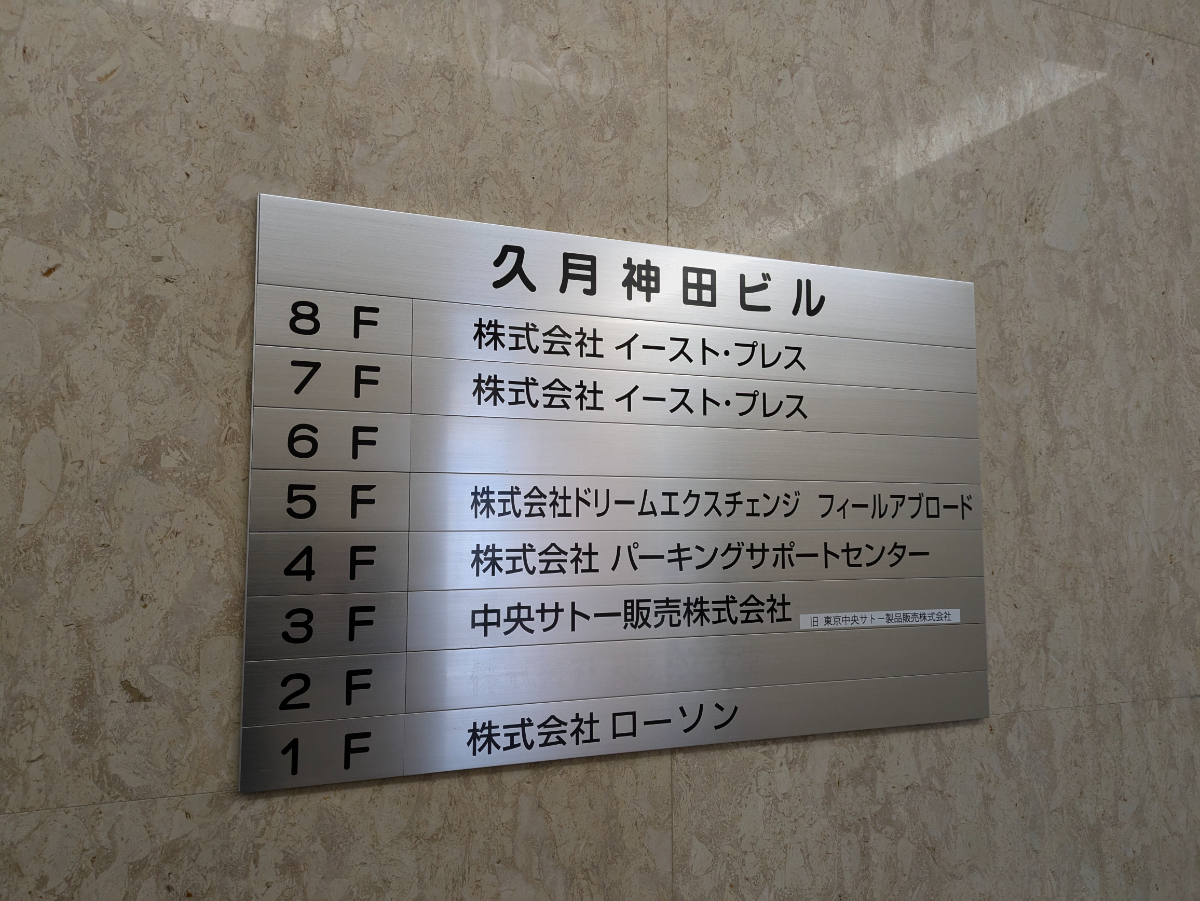 久月神田ビル
8 F 株式会社 イースト・プレス
7 F 株式会社 イースト・プレス
6 F
5 F 株式会社ドリームエクスチェンジ フィールアブロード
4 F 株式会社 パーキングサポートセンター
3 F 中央サトー販売株式会社 旧 東京中央サトー製品販売株式会社
2 F
1 F 株式会社 ローソン